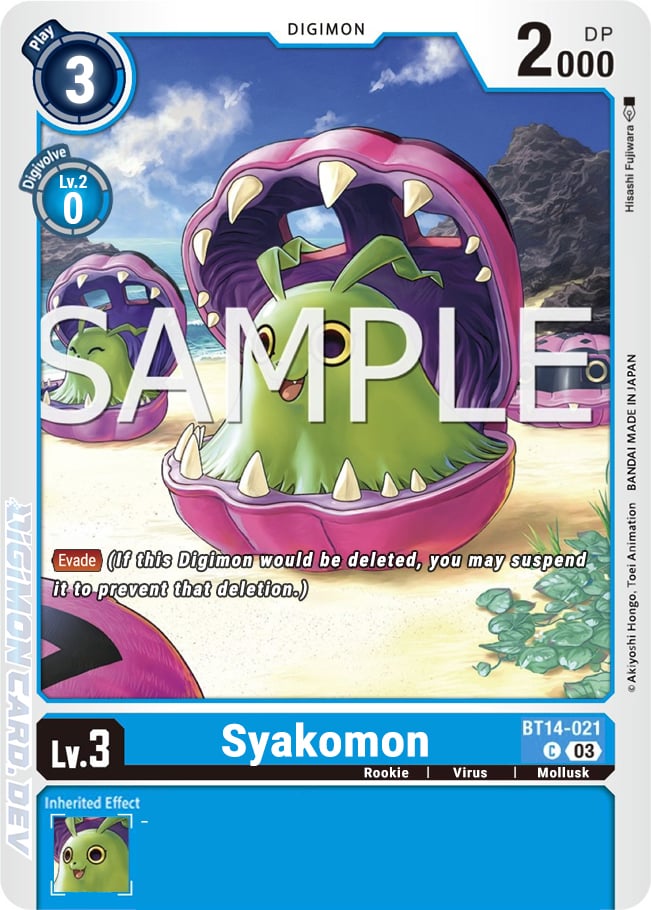 Play
3
DIGIMON
DP
2000
Digivolve
Lv.2
0
Hisashi Fujiwara
SAMPLE
BANDAI MADE IN JAPAN
© Akiyoshi Hongo, Toei Animation
Evade (If this Digimon would be deleted, you may suspend
it to prevent that deletion.)
DIGIMONCARD.DEV
Lv.3
Syakomon
BT14-021
C 03
Rookie | Virus | Mollusk
Inherited Effect
-